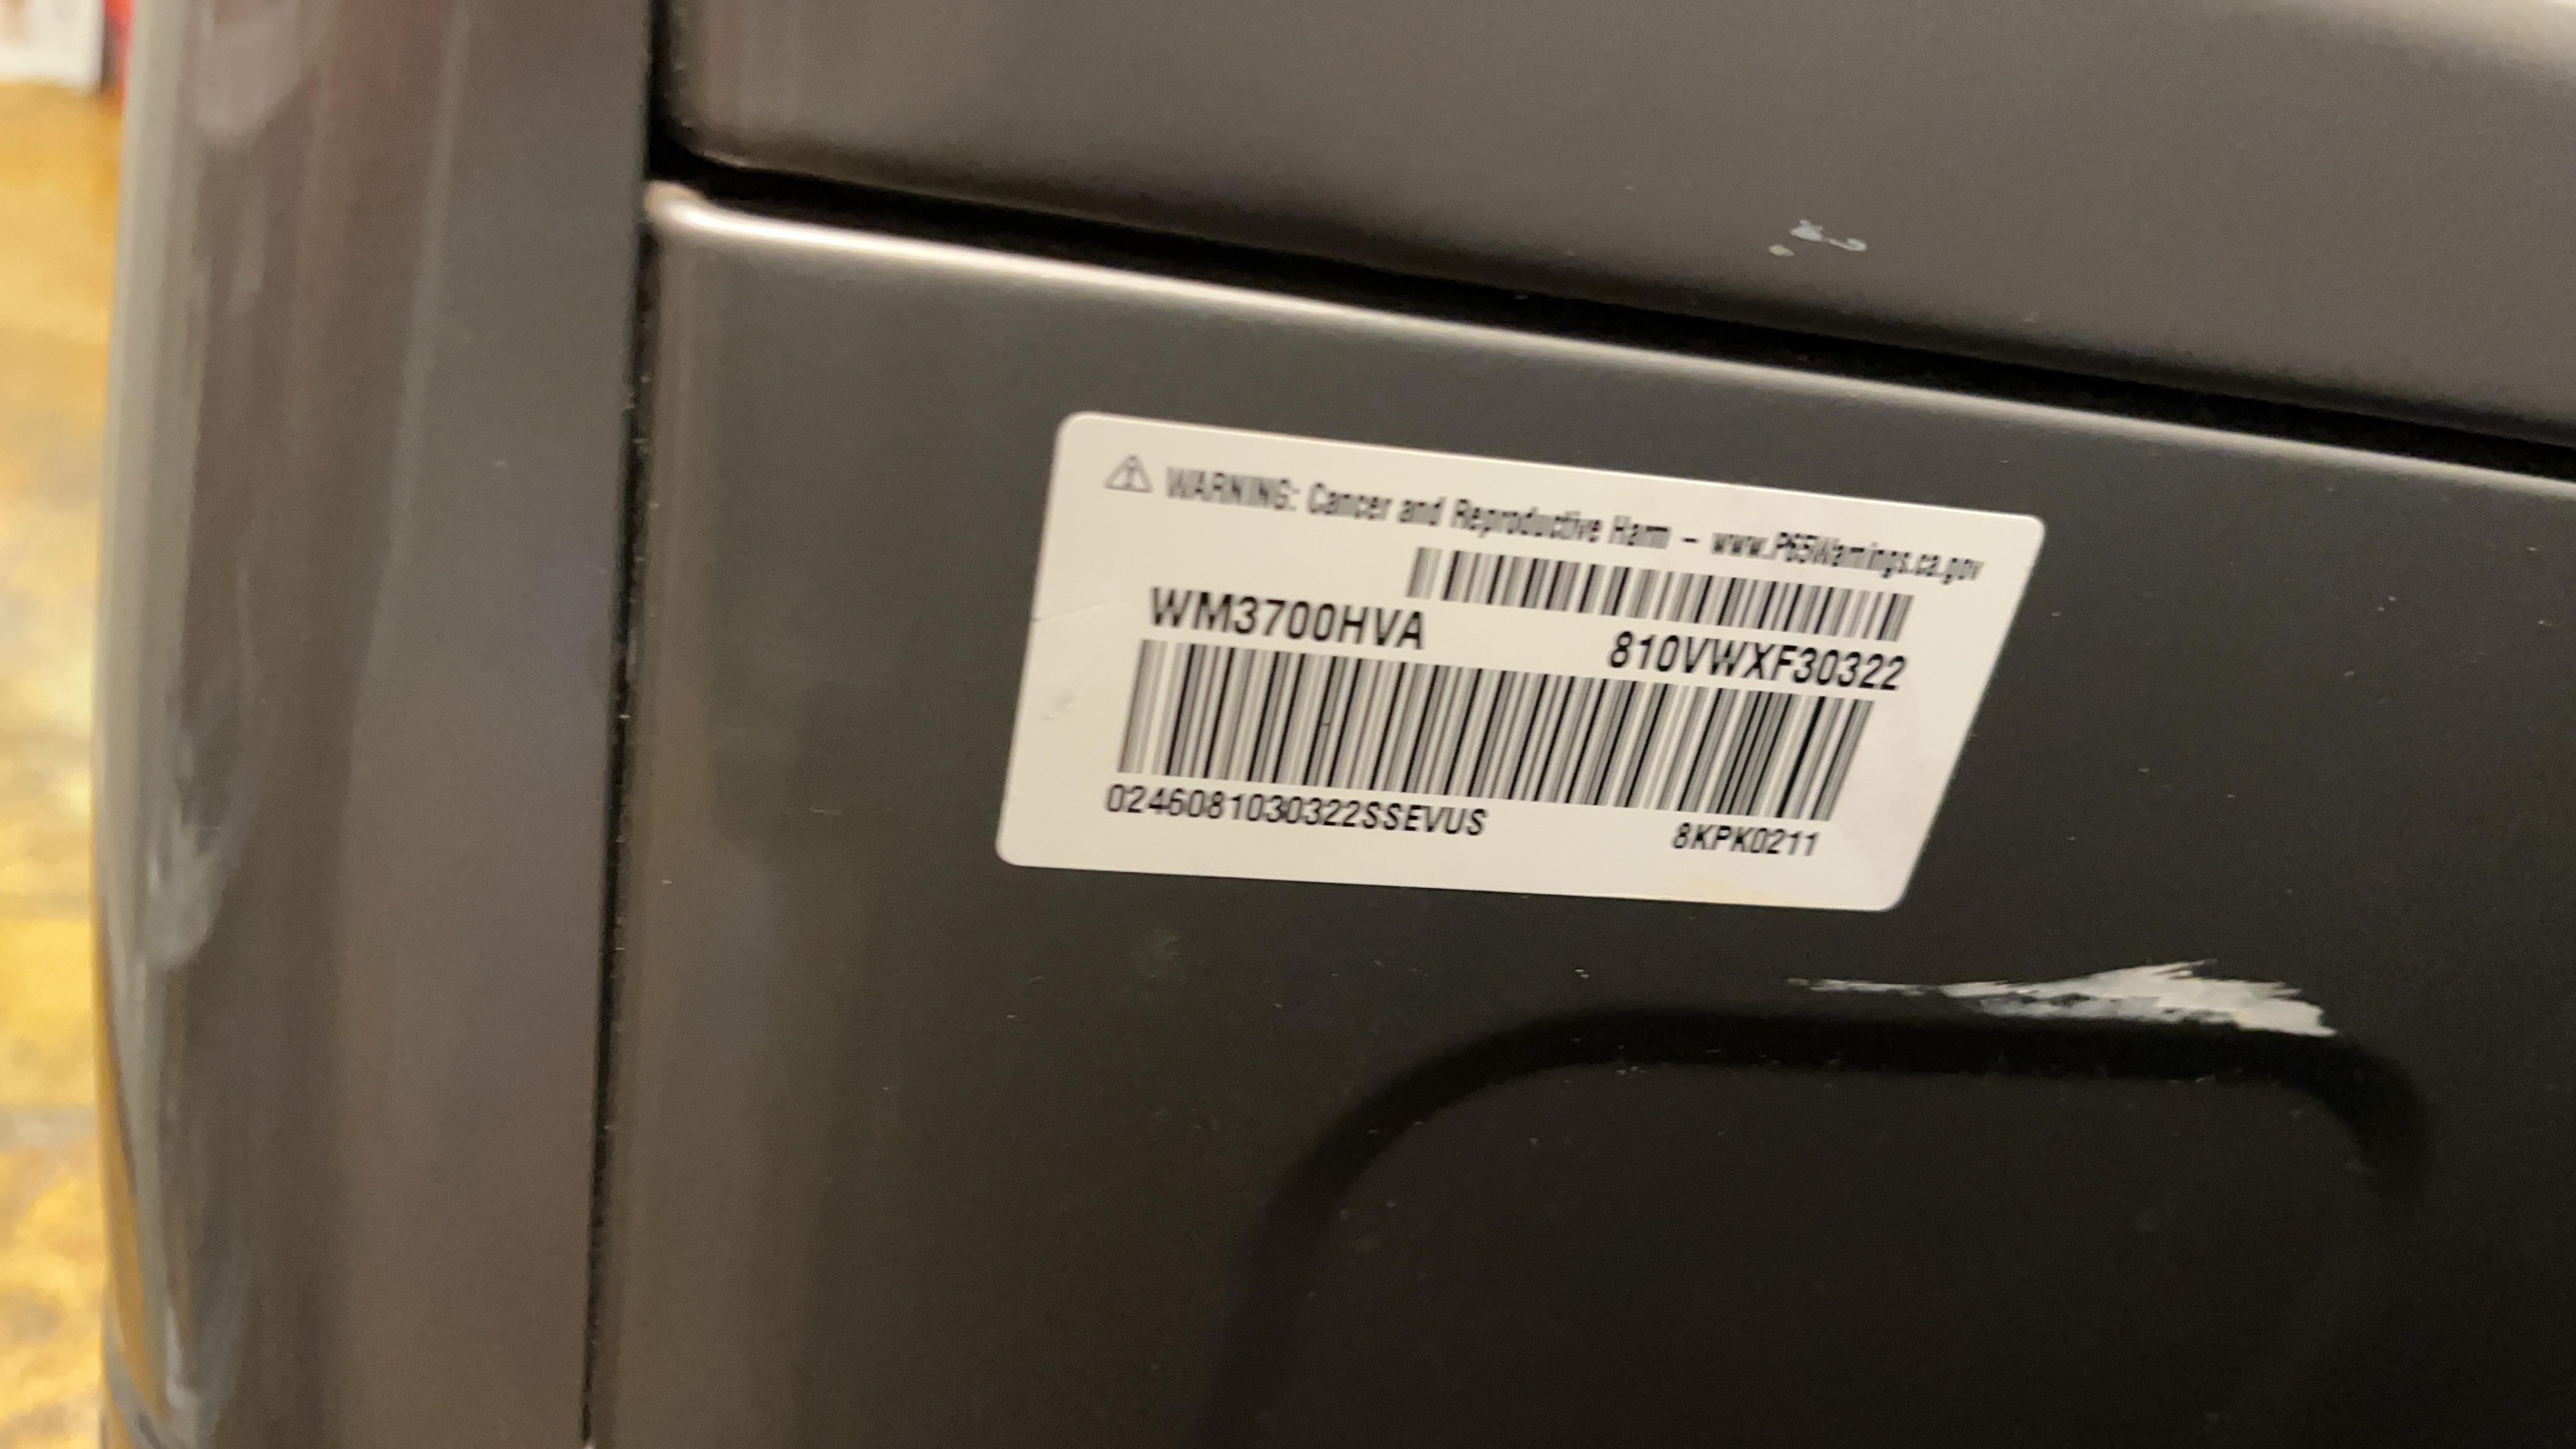 ⚠ WARNING: Cancer and Reproductive Harm – www.P65Warnings.ca.gov
WM3700HVA
810VWXF30322
0246081030322SSEVUS
8KPK0211